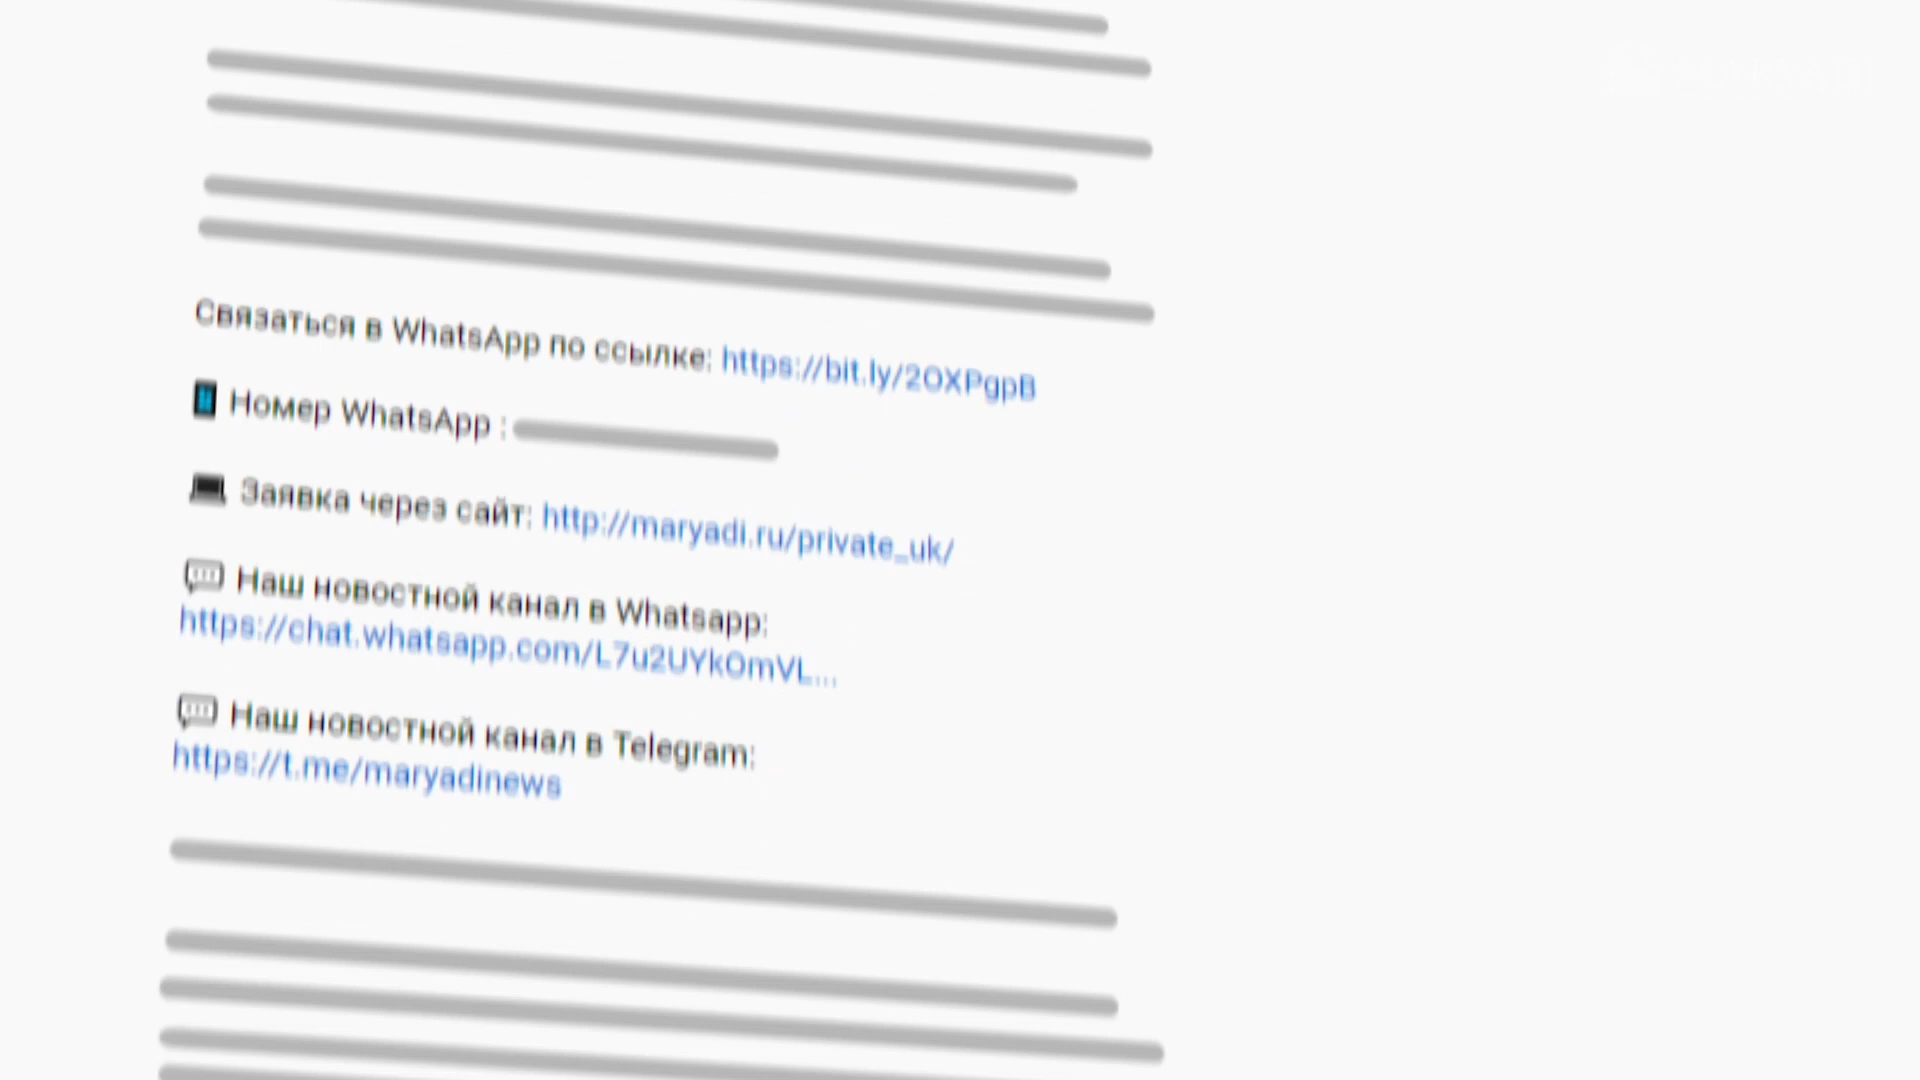 Связаться в WhatsApp по ссылке: https://bit.ly/2OXPgpB
Номер WhatsApp :
Заявка через сайт: http://maryadi.ru/private_uk/
Наш новостной канал в Whatsapp:
https://chat.whatsapp.com/L7u2UYkOmVL...
Наш новостной канал в Telegram:
https://t.me/maryadinews